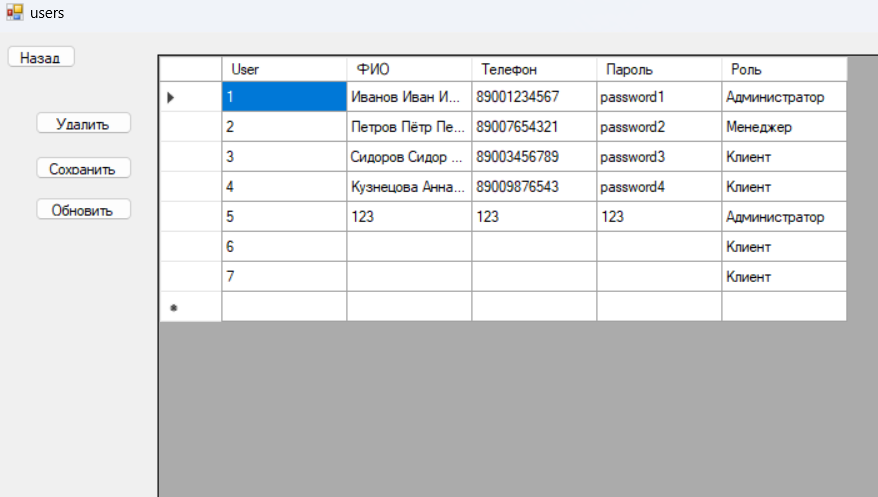 users
Назад
Удалить
Сохранить
Обновить
User ФИО Телефон Пароль Роль
1 Иванов Иван И... 89001234567 password1 Администратор
2 Петров Пётр Пе... 89007654321 password2 Менеджер
3 Сидоров Сидор ... 89003456789 password3 Клиент
4 Кузнецова Анна... 89009876543 password4 Клиент
5 123 123 123 Администратор
6 Клиент
7 Клиент